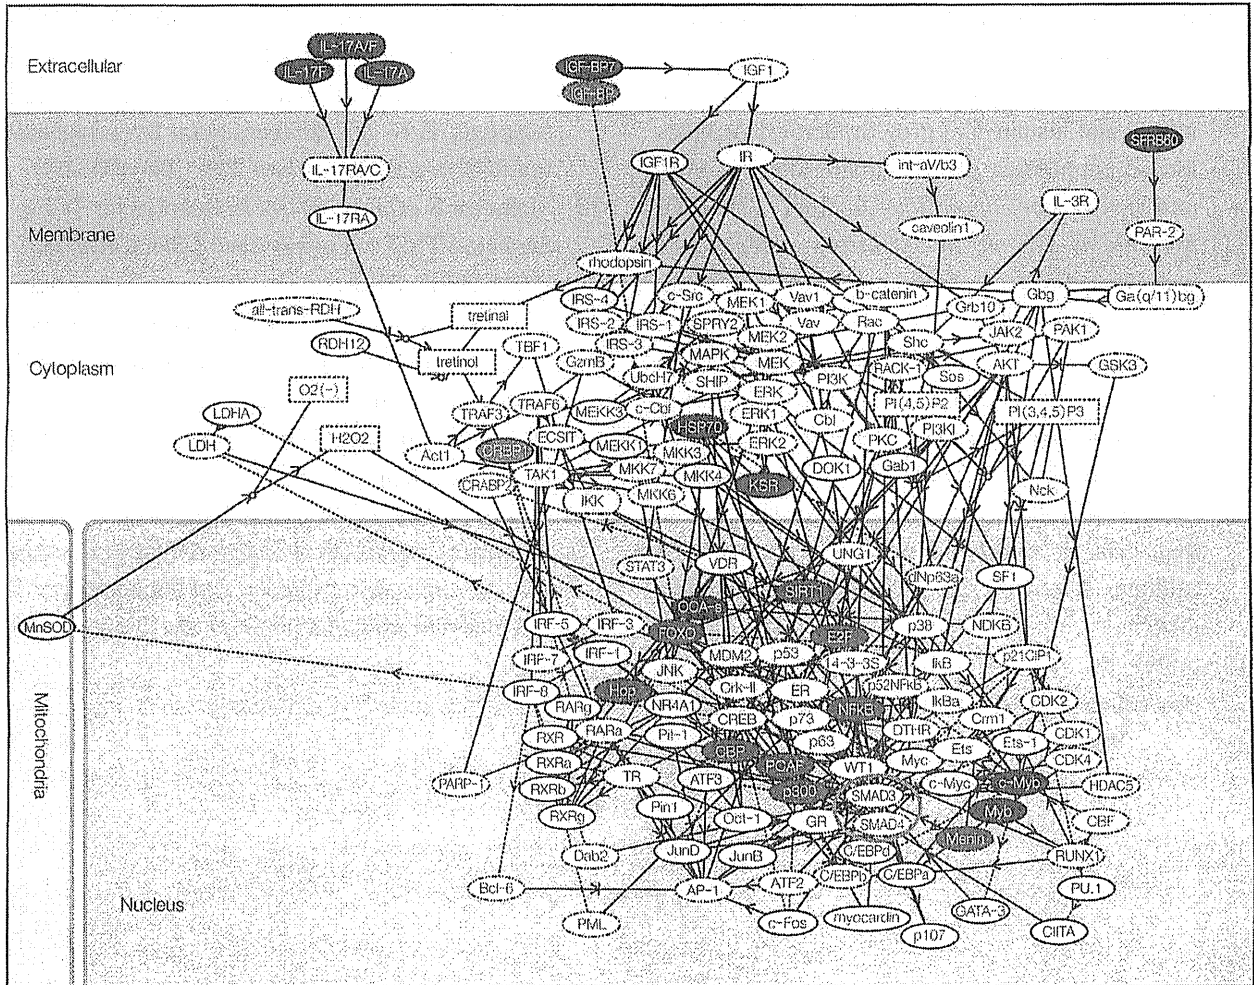 Extracellular
IL-17A/F
IL-17F
IL-17A
IGF-BP7
IGF-BP
IGF1
Membrane
IL-17RA/C
IL-17RA
IGF1R
IR
int-aV/b3
caveolin1
IL-3R
SFRB60
PAR-2
rhodopsin
Cytoplasm
all-trans-RDH
tretinal
RDH12
tretinol
O2(-)
H2O2
LDHA
LDH
IRS-4
c-Src
MEK1
Vav1
b-catenin
Grb10
Gbg
Ga(q/11)bg
IRS-2
IRS-1
SPRY2
MEK2
Vav
Rac
Shc
JAK2
PAK1
TBF1
GzmB
IRS-3
MAPK
MEK
PI3K
RACK-1
Sos
AKT
GSK3
UbcH7
SHIP
ERK
PI(4,5)P2
PI(3,4,5)P3
TRAF3
TRAF6
MEKK3
c-Cbl
HSP70
ERK1
Cbl
PI3KI
Act1
CRBP1
ECSIT
MEKK1
MKK3
ERK2
PKC
TAK1
MKK7
MKK4
KSR
DOK1
Gab1
CRABP
IKK
MKK6
Nck
Mitochondria
MnSOD
Nucleus
STAT3
VDR
UNG1
dNp63a
SF1
SIRT1
OCA-B
IRF-5
IRF-3
FOXO
E2F
p38
NDKB
IRF-7
IRF-1
MDM2
p53
14-3-3S
IkB
p21CIP1
JNK
IRF-8
Hop
Crk-II
ER
p52NFkB
IkBa
CDK2
RARg
NR4A1
NFkB
RXR
RARa
Pit-1
CREB
p73
DTHR
Crm1
CDK1
p63
Ets
Ets-1
RXRa
CBP
PCAF
WT1
Myc
CDK4
PARP-1
RXRb
TR
ATF3
p300
SMAD3
c-Myc
c-Myb
HDAC5
RXRg
Pin1
Oct-1
GR
SMAD4
Myb
CBF
Menin
Dab2
JunD
JunB
C/EBPd
RUNX1
Bcl-6
AP-1
ATF2
C/EBPb
C/EBPa
PU.1
PML
c-Fos
myocardin
p107
GATA-3
CIITA